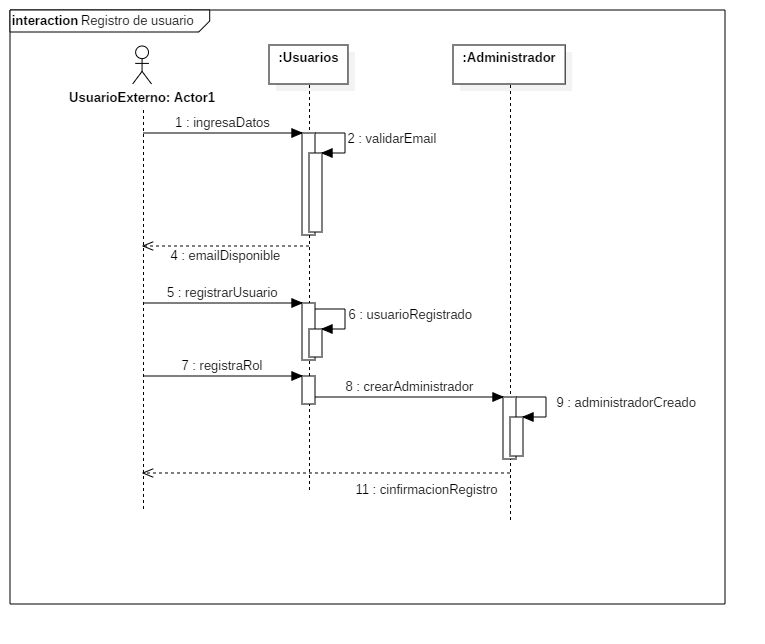 interaction Registro de usuario
:Usuarios
:Administrador
UsuarioExterno: Actor1
1 : ingresaDatos
2 : validarEmail
4 : emailDisponible
5 : registrarUsuario
6 : usuarioRegistrado
7 : registraRol
8 : crearAdministrador
9 : administradorCreado
11 : cinfirmacionRegistro